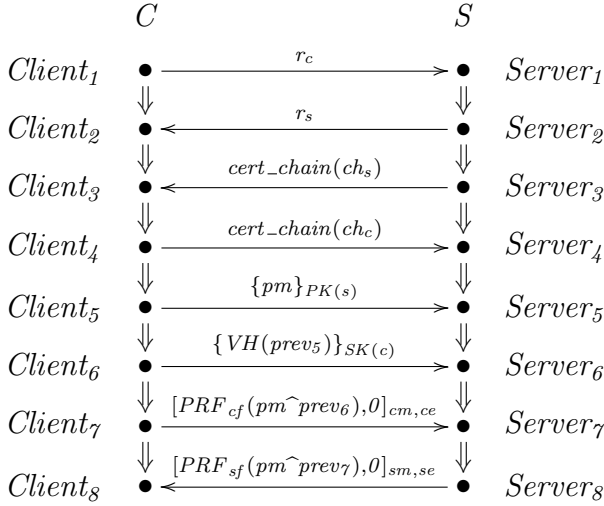 C S
Client₁ r_c Server₁
Client₂ r_s Server₂
Client₃ cert_chain(ch_s) Server₃
Client₄ cert_chain(ch_c) Server₄
Client₅ {pm}_PK(s) Server₅
Client₆ {VH(prev₅)}_SK(c) Server₆
Client₇ [PRF_cf(pm^prev₆),0]_cm,ce Server₇
Client₈ [PRF_sf(pm^prev₇),0]_sm,se Server₈